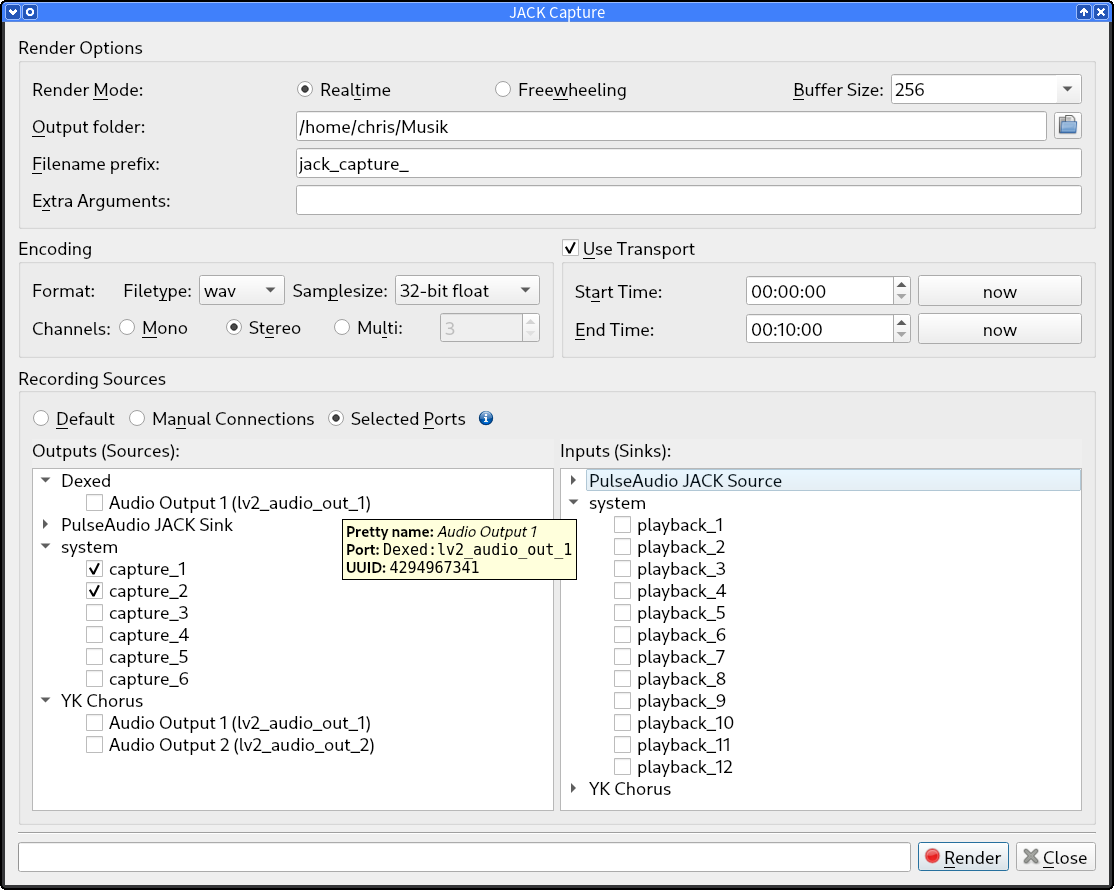 JACK Capture
Render Options
Render Mode: Realtime Freewheeling Buffer Size: 256
Output folder: /home/chris/Musik
Filename prefix: jack_capture_
Extra Arguments:
Encoding
Format: Filetype: wav Samplesize: 32-bit float
Channels: Mono Stereo Multi: 3
Use Transport
Start Time: 00:00:00 now
End Time: 00:10:00 now
Recording Sources
Default Manual Connections Selected Ports
Outputs (Sources):
Dexed
Audio Output 1 (lv2_audio_out_1)
PulseAudio JACK Sink
system
capture_1
capture_2
capture_3
capture_4
capture_5
capture_6
YK Chorus
Audio Output 1 (lv2_audio_out_1)
Audio Output 2 (lv2_audio_out_2)
Pretty name: Audio Output 1
Port: Dexed:lv2_audio_out_1
UUID: 4294967341
Inputs (Sinks):
PulseAudio JACK Source
system
playback_1
playback_2
playback_3
playback_4
playback_5
playback_6
playback_7
playback_8
playback_9
playback_10
playback_11
playback_12
YK Chorus
Render Close